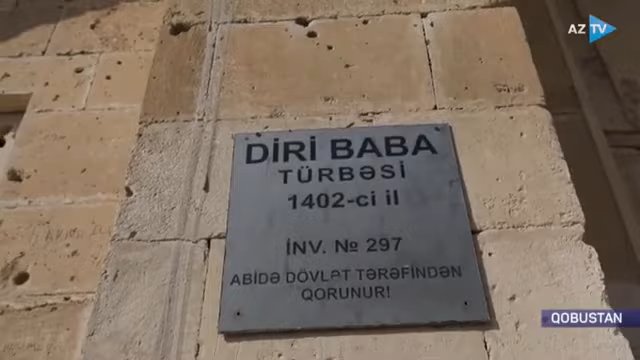 AZ TV
DİRİ BABA
TÜRBƏSİ
1402-ci il
İNV. № 297
ABİDƏ DÖVLƏT TƏRƏFİNDƏN
QORUNUR!
QOBUSTAN